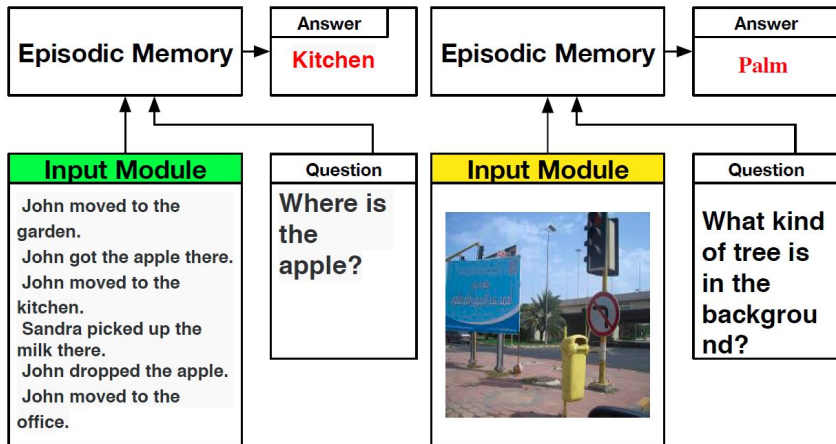 Episodic Memory
Answer
Kitchen
Input Module
John moved to the
garden.
John got the apple there.
John moved to the
kitchen.
Sandra picked up the
milk there.
John dropped the apple.
John moved to the
office.
Question
Where is
the
apple?
Episodic Memory
Answer
Palm
Input Module
Question
What kind
of tree is
in the
backgrou
nd?